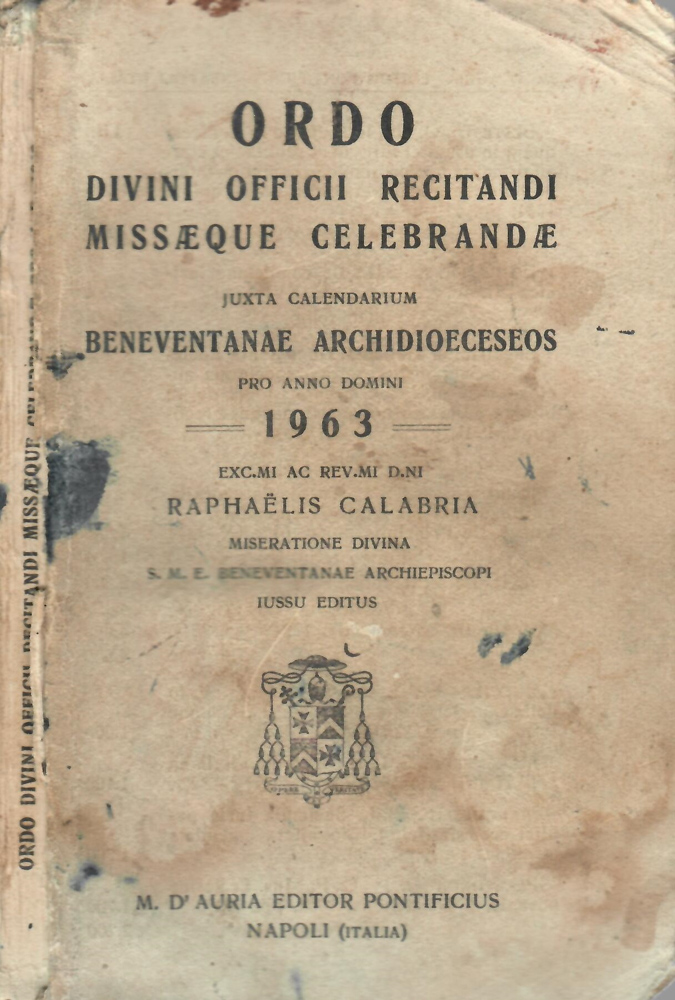 ORDO
DIVINI OFFICII RECITANDI
MISSÆQUE CELEBRANDÆ
JUXTA CALENDARIUM
BENEVENTANAE ARCHIDIOECESEOS
PRO ANNO DOMINI
1963
EXC.MI AC REV.MI D.NI
RAPHAËLIS CALABRIA
MISERATIONE DIVINA
S. M. E. BENEVENTANAE ARCHIEPISCOPI
IUSSU EDITUS
M. D'AURIA EDITOR PONTIFICIUS
NAPOLI (ITALIA)
ORDO DIVINI OFFICII RECITANDI MISSÆQUE